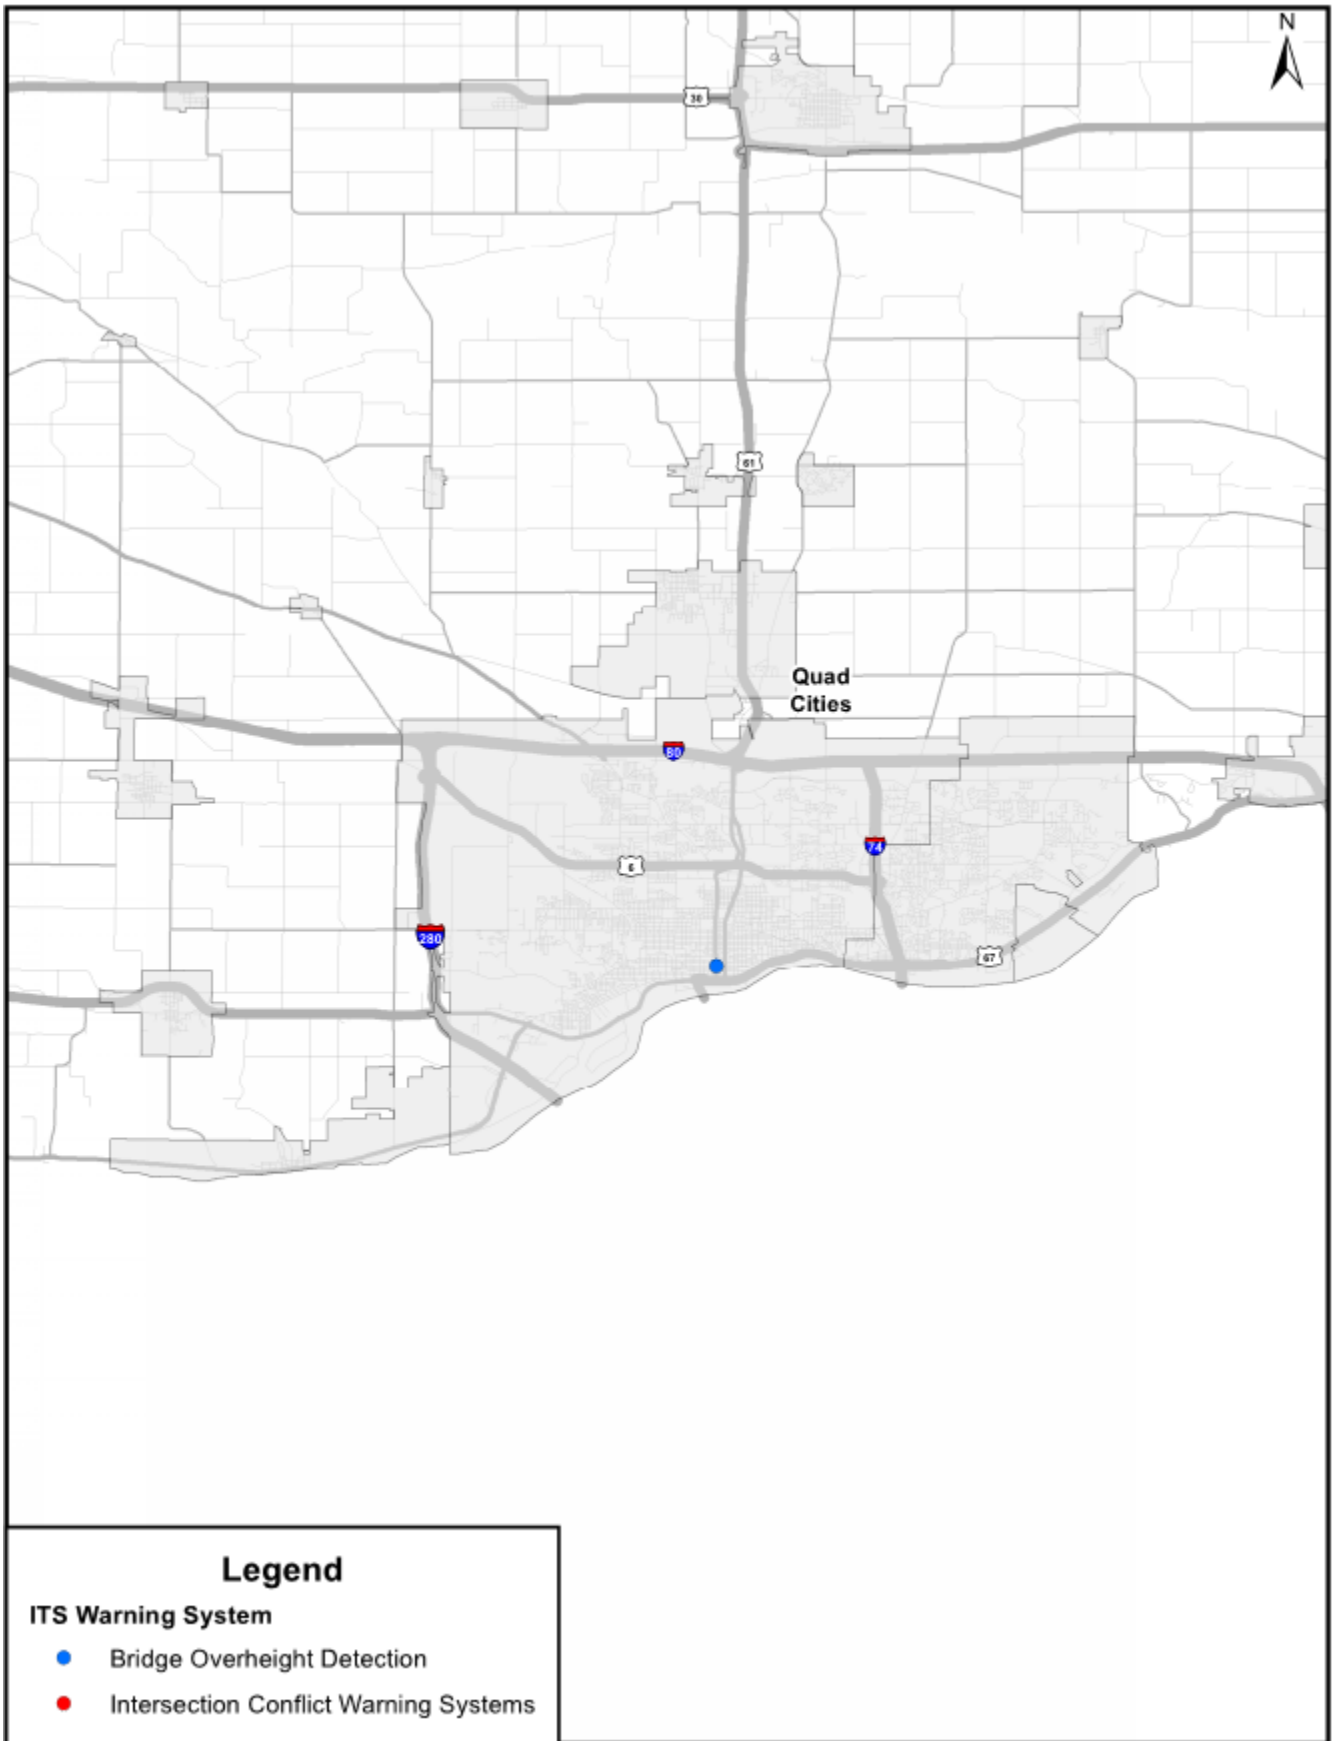 N
30
61
Quad
Cities
80
74
6
280
67
Legend
ITS Warning System
Bridge Overheight Detection
Intersection Conflict Warning Systems